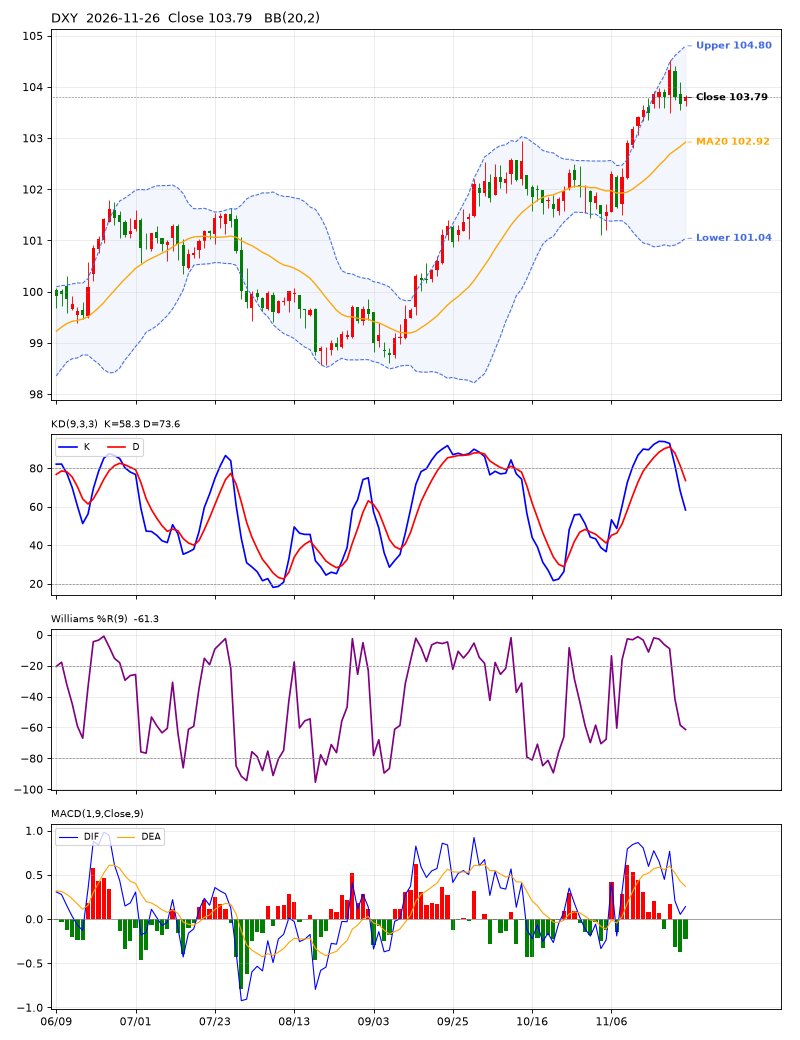 DXY  2026-11-26  Close 103.79   BB(20,2)
105
104
103
102
101
100
99
98
Upper 104.80
Close 103.79
MA20 102.92
Lower 101.04
KD(9,3,3)  K=58.3 D=73.6
K
D
80
60
40
20
Williams %R(9)  -61.3
0
−20
−40
−60
−80
−100
MACD(1,9,Close,9)
DIF
DEA
1.0
0.5
0.0
−0.5
−1.0
06/09
07/01
07/23
08/13
09/03
09/25
10/16
11/06